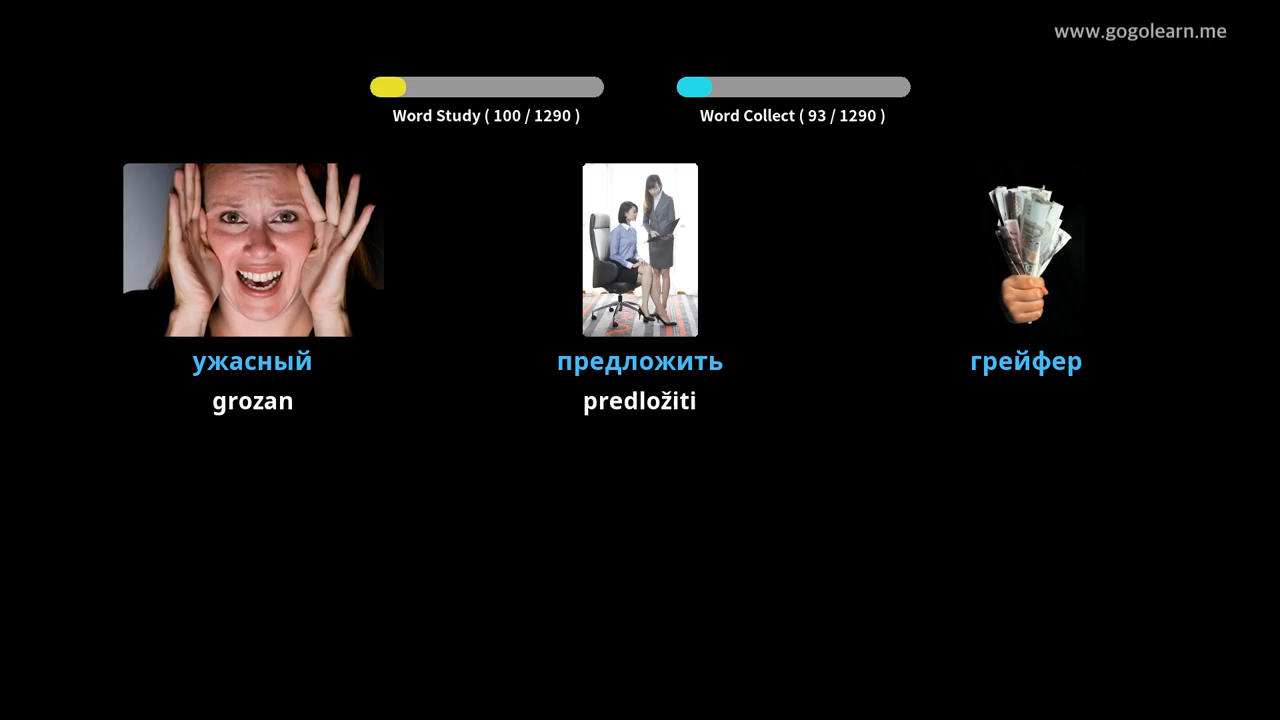 www.gogolearn.me
Word Study ( 100 / 1290 )
Word Collect ( 93 / 1290 )
ужасный
предложить
грейфер
grozan
predložiti